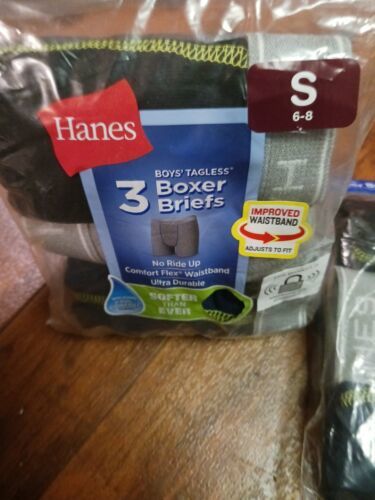 S
6-8
Hanes
BOYS' TAGLESS®
3 Boxer
Briefs
IMPROVED
WAISTBAND
ADJUSTS TO FIT
No Ride Up
Comfort Flex® Waistband
Ultra Durable
SOFTER
THAN
EVER